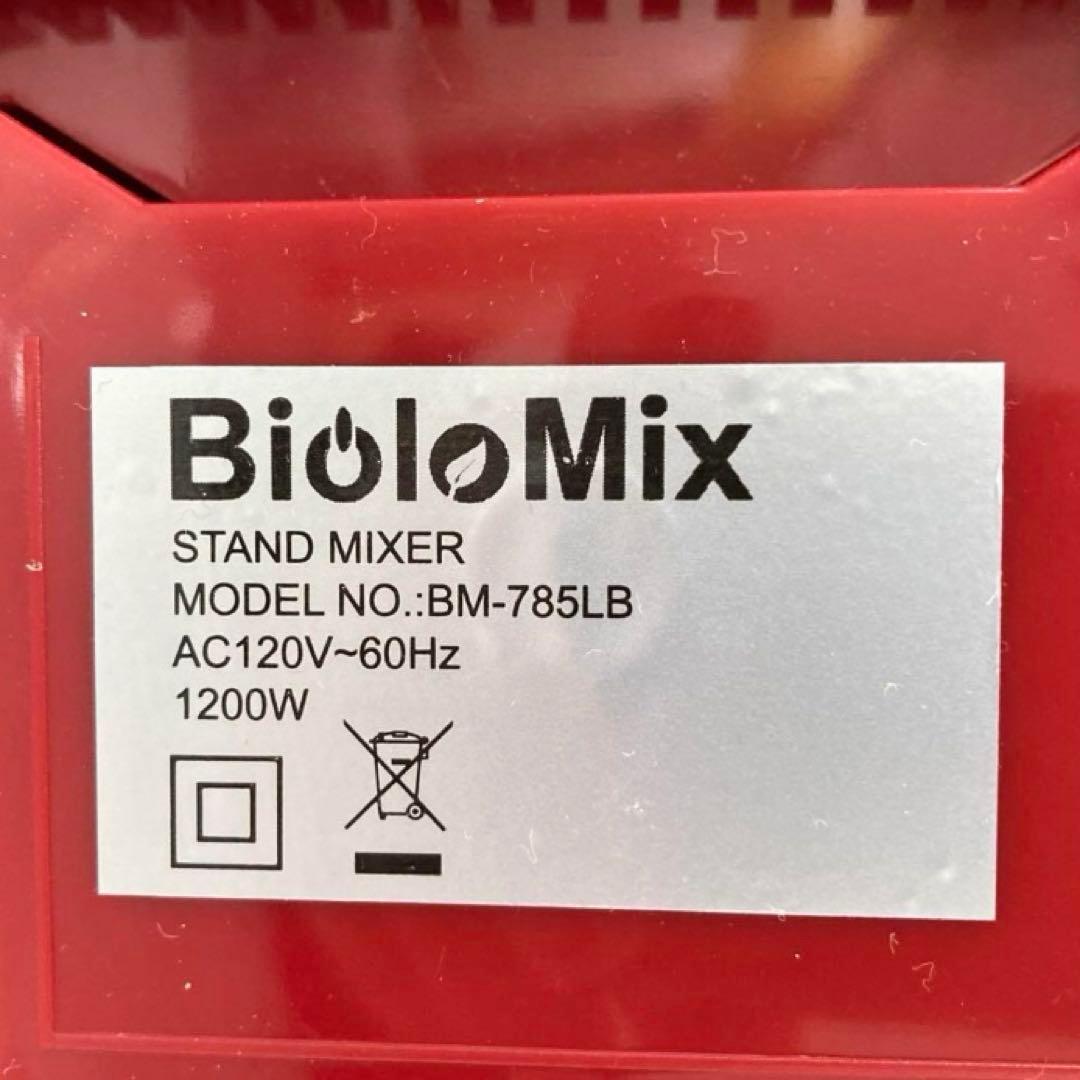 BioloMix
STAND MIXER
MODEL NO.:BM-785LB
AC120V~60Hz
1200W